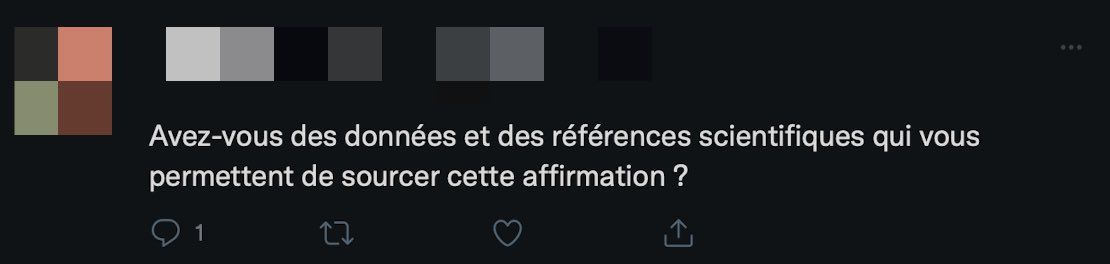 Avez-vous des données et des références scientifiques qui vous
permettent de sourcer cette affirmation ?
1